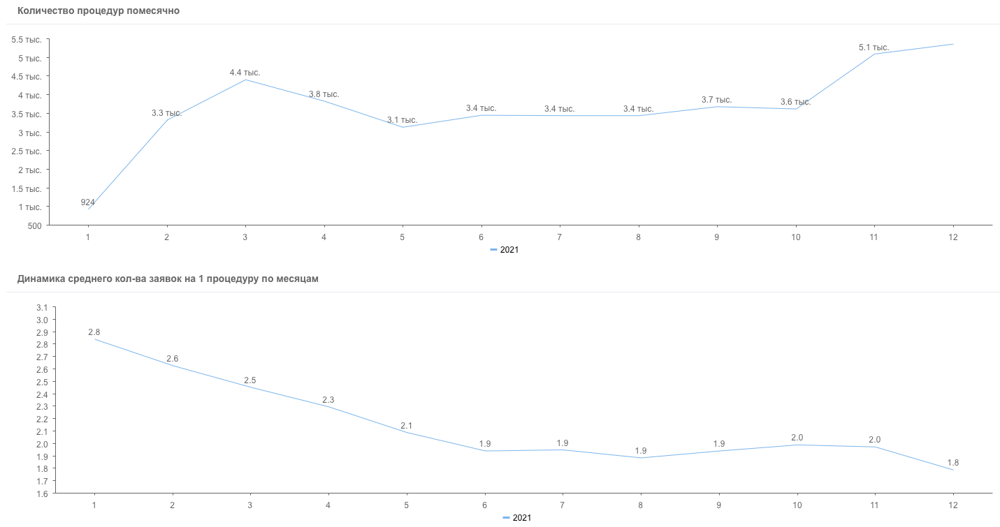 Количество процедур помесячно
5.5 тыс.
5 тыс.
4.5 тыс.
4 тыс.
3.5 тыс.
3 тыс.
2.5 тыс.
2 тыс.
1.5 тыс.
1 тыс.
500
924
3.3 тыс.
4.4 тыс.
3.8 тыс.
3.1 тыс.
3.4 тыс.
3.4 тыс.
3.4 тыс.
3.7 тыс.
3.6 тыс.
5.1 тыс.
1 2 3 4 5 6 7 8 9 10 11 12
2021
Динамика среднего кол-ва заявок на 1 процедуру по месяцам
3.1
3.0
2.9
2.8
2.7
2.6
2.5
2.4
2.3
2.2
2.1
2.0
1.9
1.8
1.7
1.6
2.8
2.6
2.5
2.3
2.1
1.9
1.9
1.9
1.9
2.0
2.0
1.8
1 2 3 4 5 6 7 8 9 10 11 12
2021